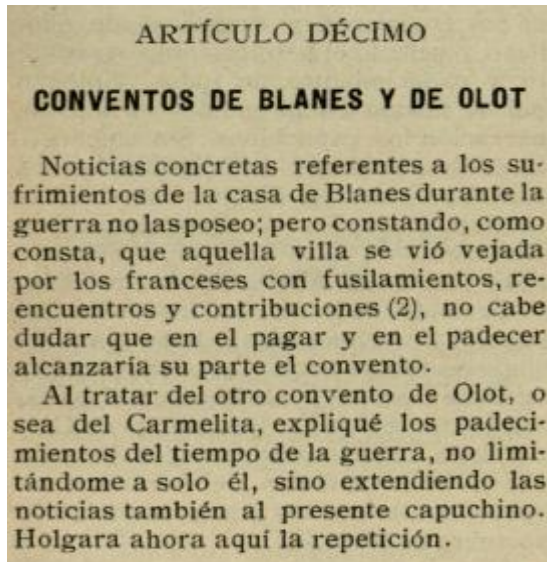 ARTÍCULO DÉCIMO
CONVENTOS DE BLANES Y DE OLOT
Noticias concretas referentes a los su-
frimientos de la casa de Blanes durante la
guerra no las poseo; pero constando, como
consta, que aquella villa se vió vejada
por los franceses con fusilamientos, re-
encuentros y contribuciones (2), no cabe
dudar que en el pagar y en el padecer
alcanzaría su parte el convento.
Al tratar del otro convento de Olot, o
sea del Carmelita, expliqué los padeci-
mientos del tiempo de la guerra, no limi-
tándome a solo él, sino extendiendo las
noticias también al presente capuchino.
Holgara ahora aquí la repetición.